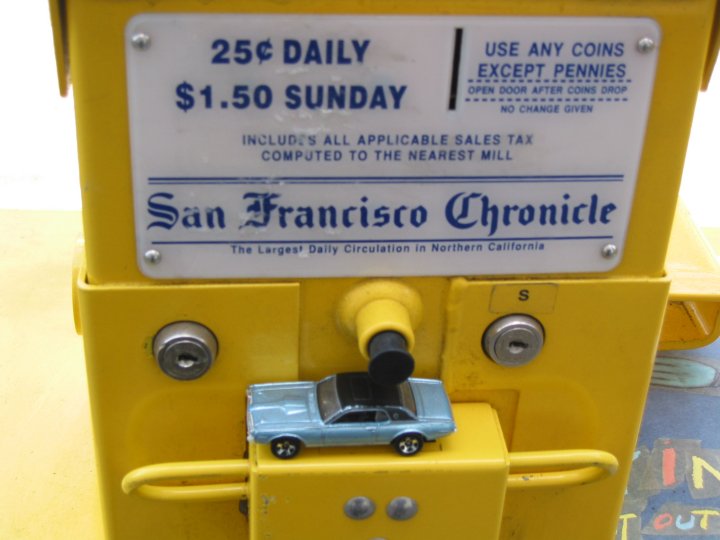 25¢ DAILY
$1.50 SUNDAY
USE ANY COINS
EXCEPT PENNIES
OPEN DOOR AFTER COINS DROP
NO CHANGE GIVEN
INCLUDES ALL APPLICABLE SALES TAX
COMPUTED TO THE NEAREST MILL
San Francisco Chronicle
The Largest Daily Circulation in Northern California
S
IN
OUT